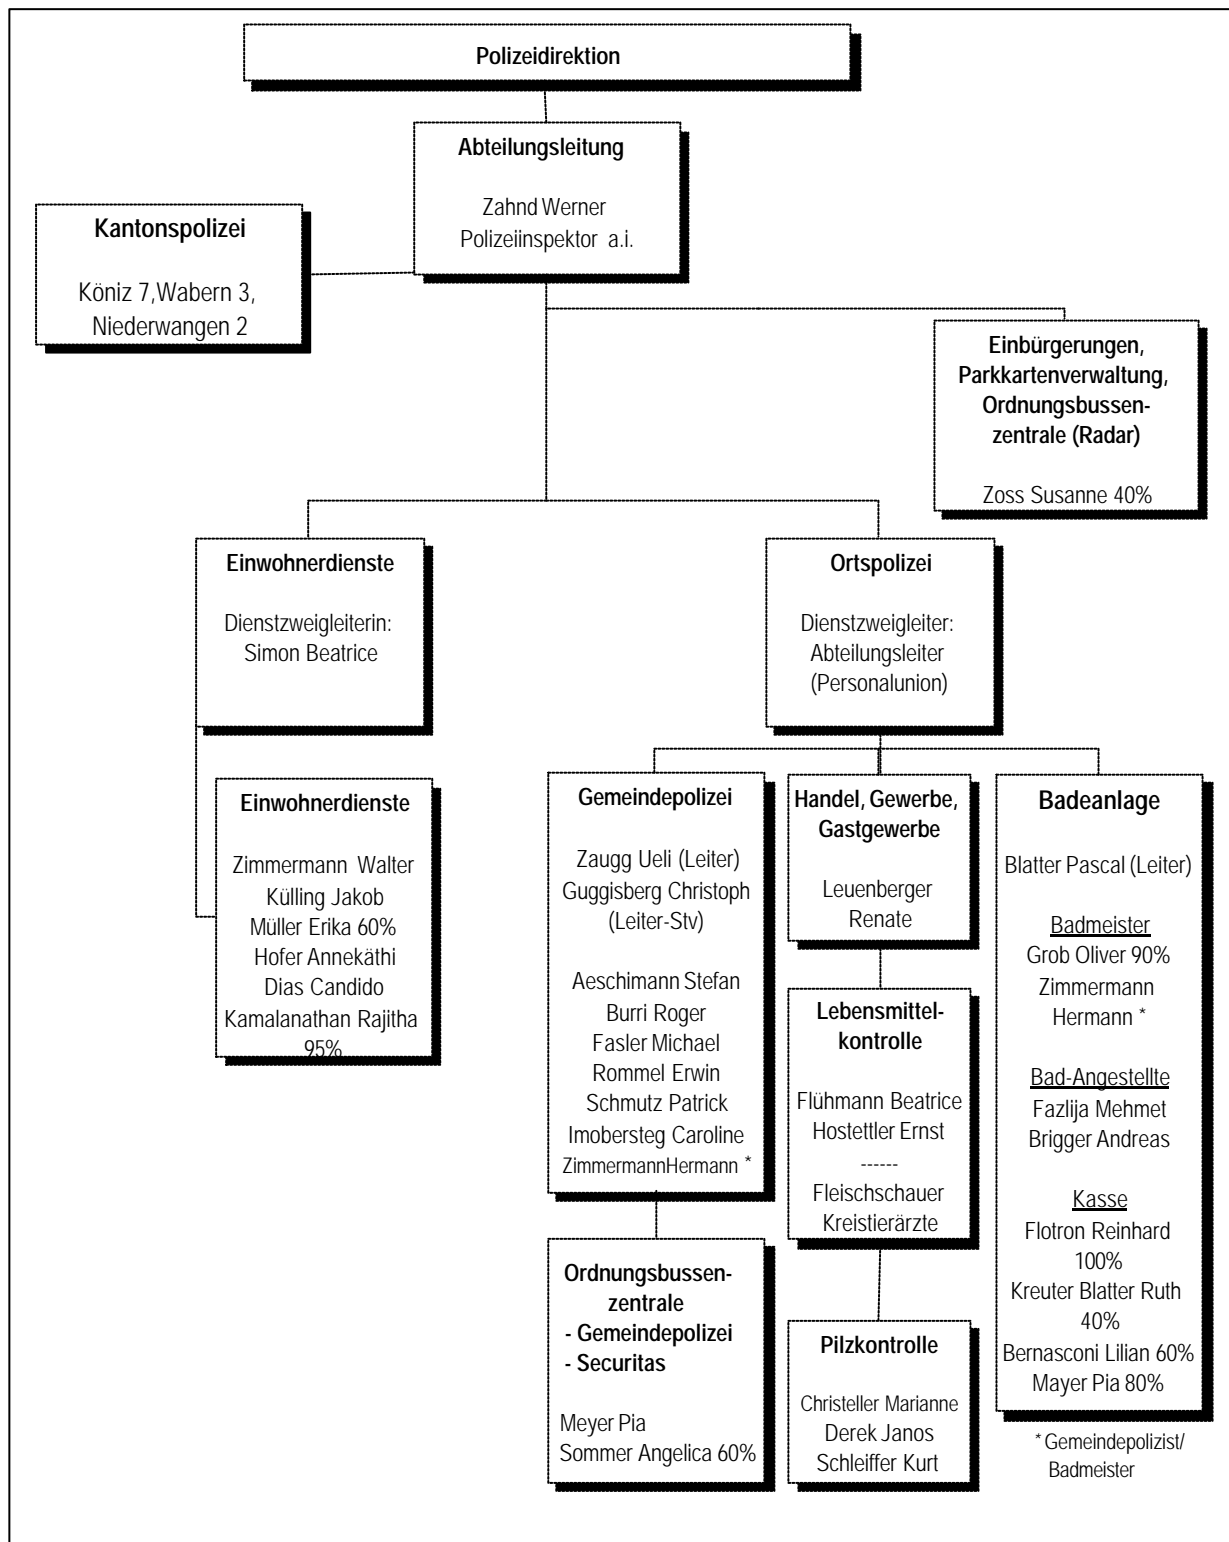 Polizeidirektion
Abteilungsleitung
Zahnd Werner
Polizeiinspektor a.i.
Kantonspolizei
Köniz 7,Wabern 3,
Niederwangen 2
Einbürgerungen,
Parkkartenverwaltung,
Ordnungsbussen-
zentrale (Radar)
Zoss Susanne 40%
Einwohnerdienste
Dienstzweigleiterin:
Simon Beatrice
Ortspolizei
Dienstzweigleiter:
Abteilungsleiter
(Personalunion)
Einwohnerdienste
Zimmermann Walter
Külling Jakob
Müller Erika 60%
Hofer Annekäthi
Dias Candido
Kamalanathan Rajitha
95%
Gemeindepolizei
Zaugg Ueli (Leiter)
Guggisberg Christoph
(Leiter-Stv)
Aeschimann Stefan
Burri Roger
Fasler Michael
Rommel Erwin
Schmutz Patrick
Imobersteg Caroline
ZimmermannHermann *
Ordnungsbussen-
zentrale
- Gemeindepolizei
- Securitas
Meyer Pia
Sommer Angelica 60%
Handel, Gewerbe,
Gastgewerbe
Leuenberger
Renate
Lebensmittel-
kontrolle
Flühmann Beatrice
Hostettler Ernst
------
Fleischschauer
Kreistierärzte
Pilzkontrolle
Christeller Marianne
Derek Janos
Schleiffer Kurt
Badeanlage
Blatter Pascal (Leiter)
Badmeister
Grob Oliver 90%
Zimmermann
Hermann *
Bad-Angestellte
Fazlija Mehmet
Brigger Andreas
Kasse
Flotron Reinhard
100%
Kreuter Blatter Ruth
40%
Bernasconi Lilian 60%
Mayer Pia 80%
* Gemeindepolizist/
Badmeister